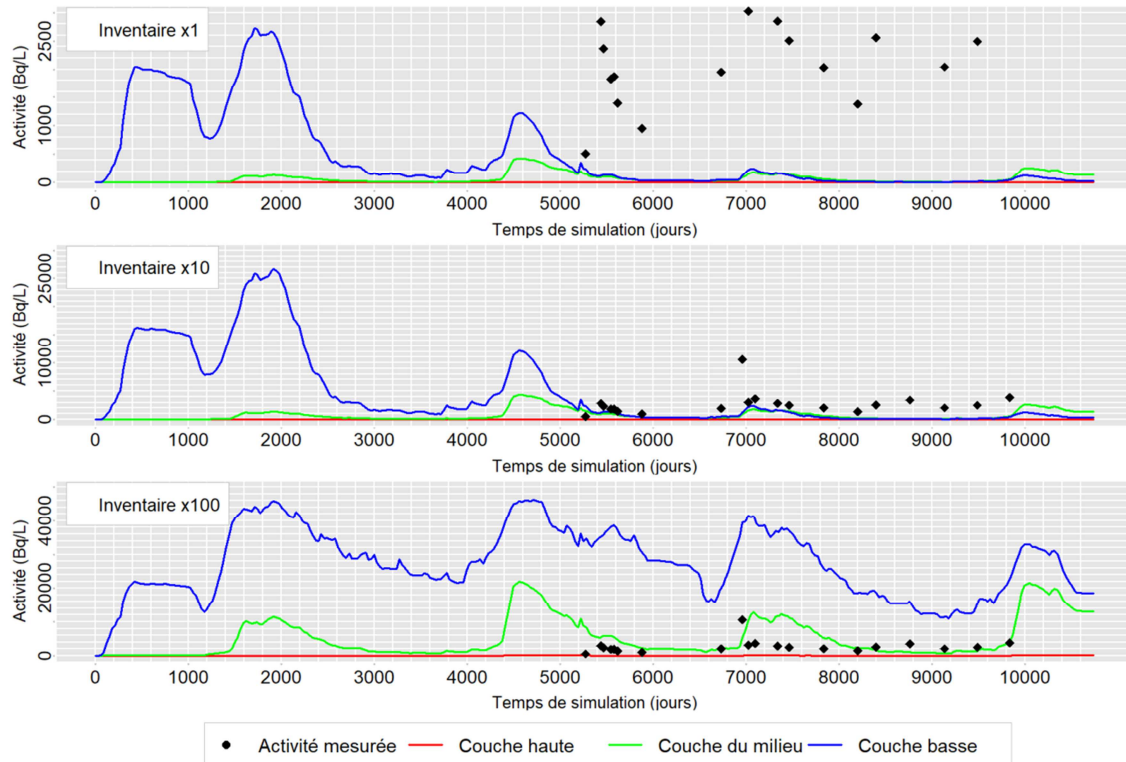 Inventaire x1
Activité (Bq/L)
2500
1000
0
0 1000 2000 3000 4000 5000 6000 7000 8000 9000 10000
Temps de simulation (jours)
Inventaire x10
Activité (Bq/L)
25000
10000
0
0 1000 2000 3000 4000 5000 6000 7000 8000 9000 10000
Temps de simulation (jours)
Inventaire x100
Activité (Bq/L)
40000
20000
0
0 1000 2000 3000 4000 5000 6000 7000 8000 9000 10000
Temps de simulation (jours)
Activité mesurée Couche haute Couche du milieu Couche basse